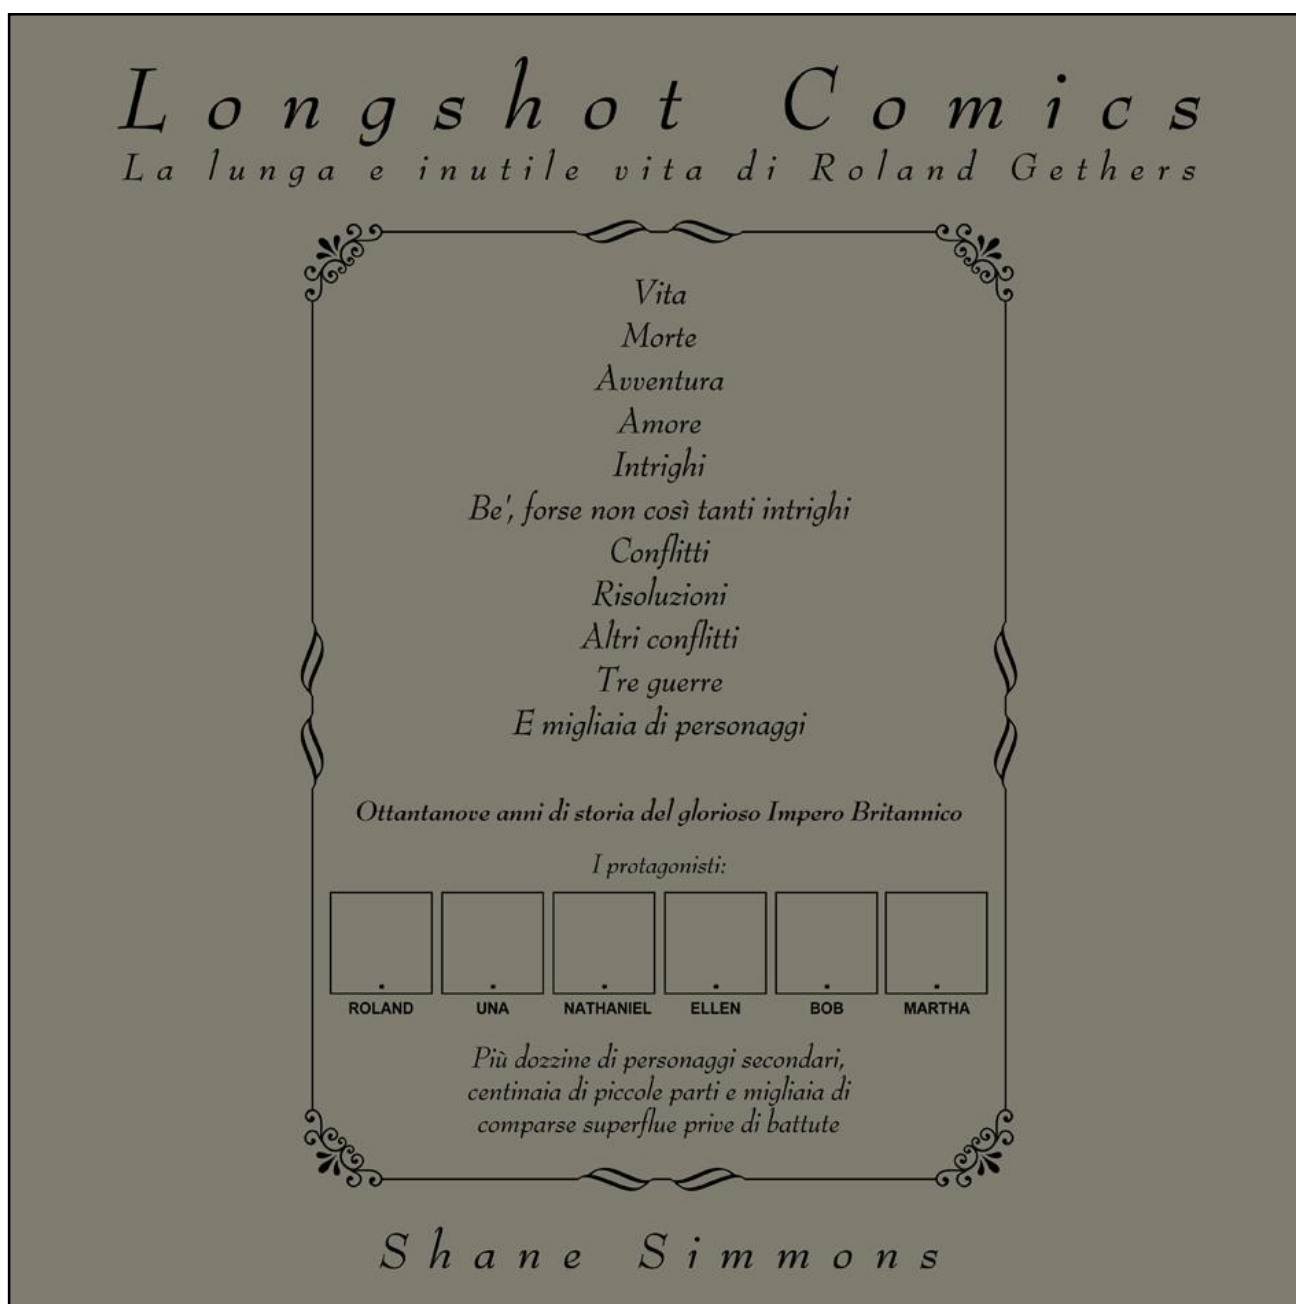 Longshot Comics
La lunga e inutile vita di Roland Gethers
Vita
Morte
Avventura
Amore
Intrighi
Be', forse non così tanti intrighi
Conflitti
Risoluzioni
Altri conflitti
Tre guerre
E migliaia di personaggi
Ottantanove anni di storia del glorioso Impero Britannico
I protagonisti:
ROLAND UNA NATHANIEL ELLEN BOB MARTHA
Più dozzine di personaggi secondari,
centinaia di piccole parti e migliaia di
comparse superflue prive di battute
Shane Simmons